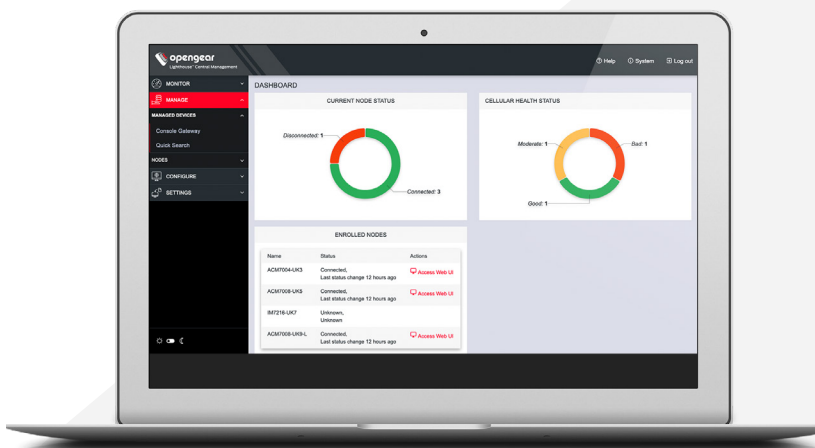 opengear
Lighthouse™ Central Management
Help
System
Log out
MONITOR
MANAGE
MANAGED DEVICES
Console Gateway
Quick Search
NODES
CONFIGURE
SETTINGS
DASHBOARD
CURRENT NODE STATUS
Disconnected: 1
Connected: 3
CELLULAR HEALTH STATUS
Moderate: 1
Bad: 1
Good: 1
ENROLLED NODES
Name Status Actions
ACM7004-UK3 Connected, Access Web UI
Last status change 12 hours ago
ACM7008-UK5 Connected, Access Web UI
Last status change 12 hours ago
IM7216-UK7 Unknown,
Unknown
ACM7008-UK9-L Connected, Access Web UI
Last status change 12 hours ago